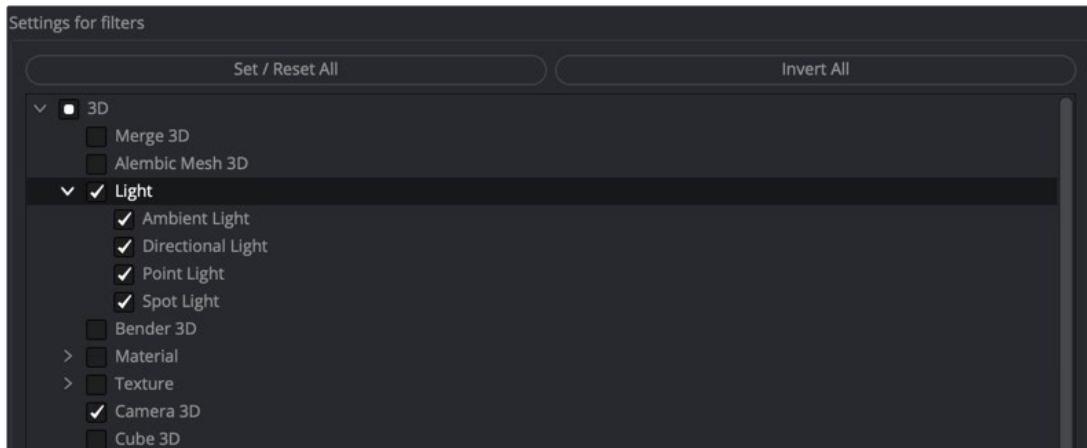 Settings for filters
Set / Reset All
Invert All
3D
Merge 3D
Alembic Mesh 3D
Light
Ambient Light
Directional Light
Point Light
Spot Light
Bender 3D
Material
Texture
Camera 3D
Cube 3D